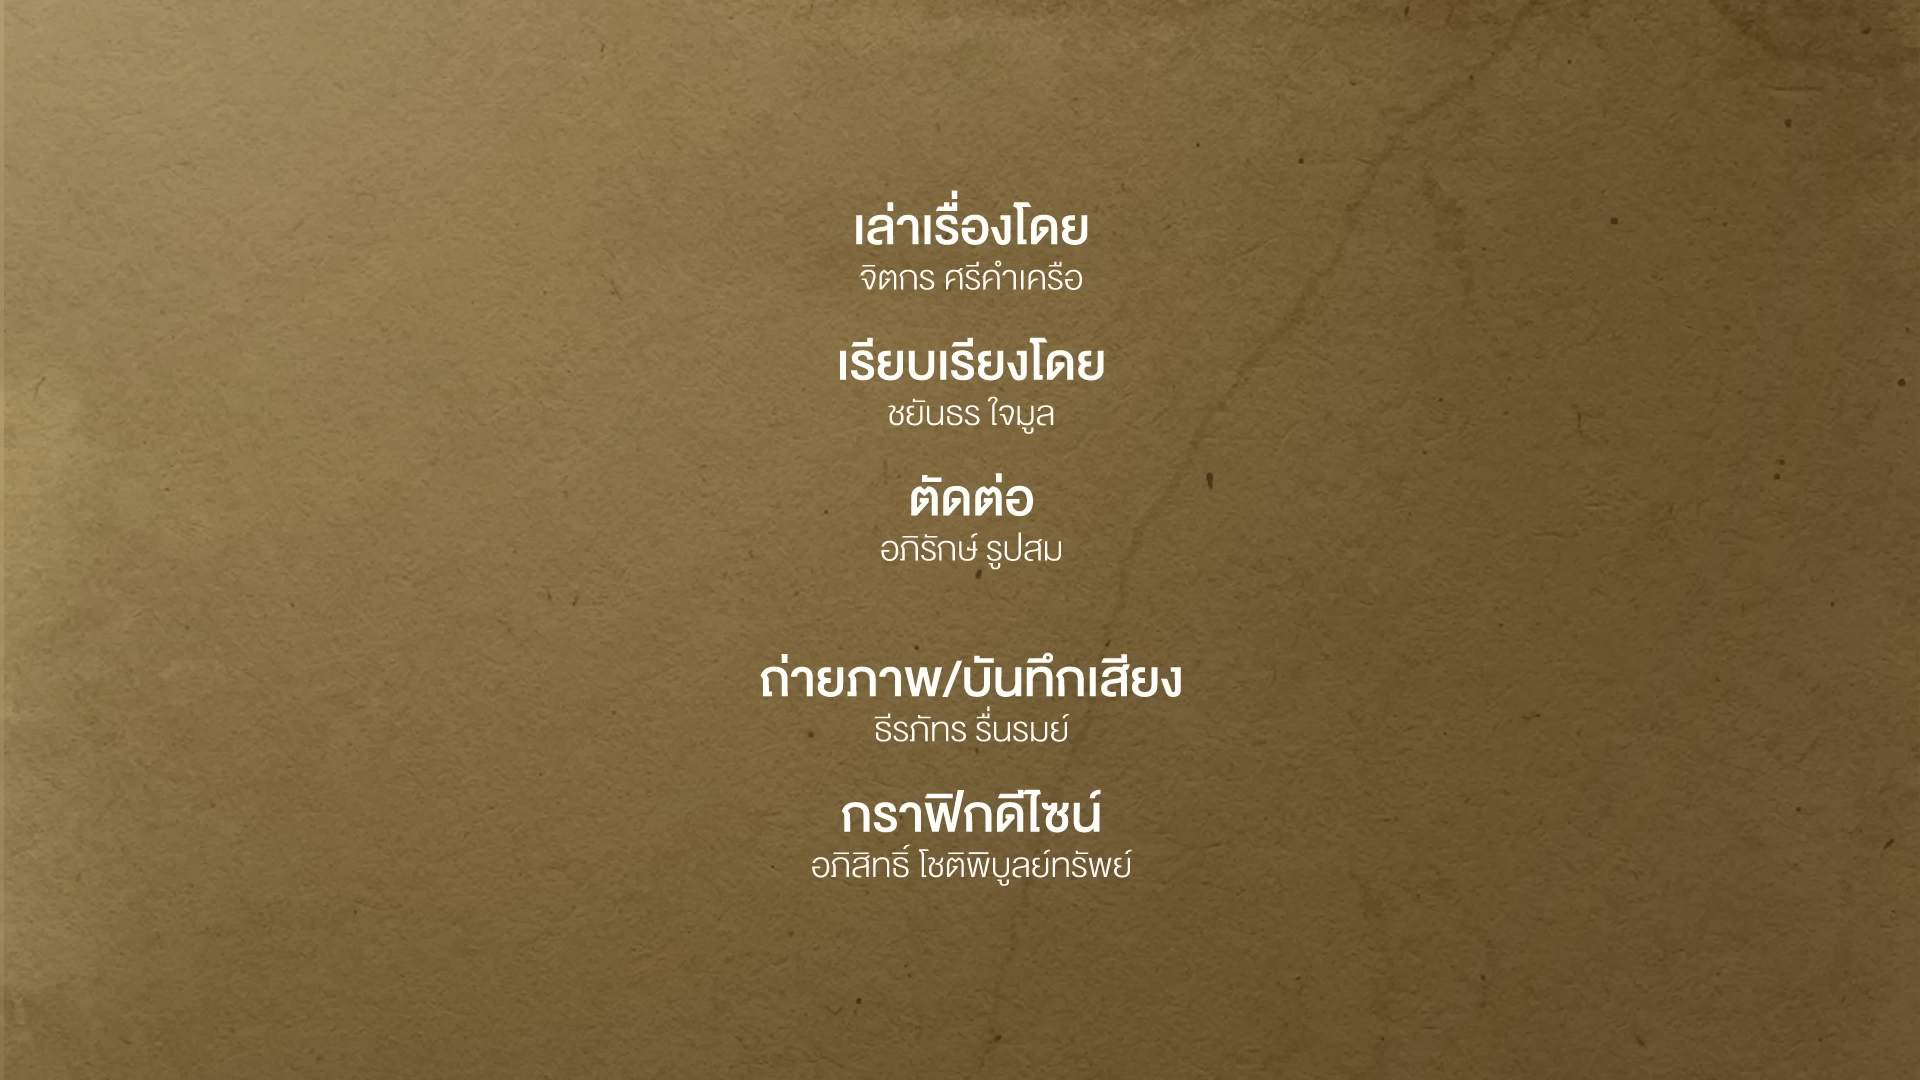 เล่าเรื่องโดย
จิตกร ศรีคำเครือ
เรียบเรียงโดย
ชยันธร ใจมูล
ตัดต่อ
อภิรักษ์ รูปสม
ถ่ายภาพ/บันทึกเสียง
ธีรภัทร รื่นรมย์
กราฟิกดีไซน์
อภิสิทธิ์ โชติพิบูลย์ทรัพย์